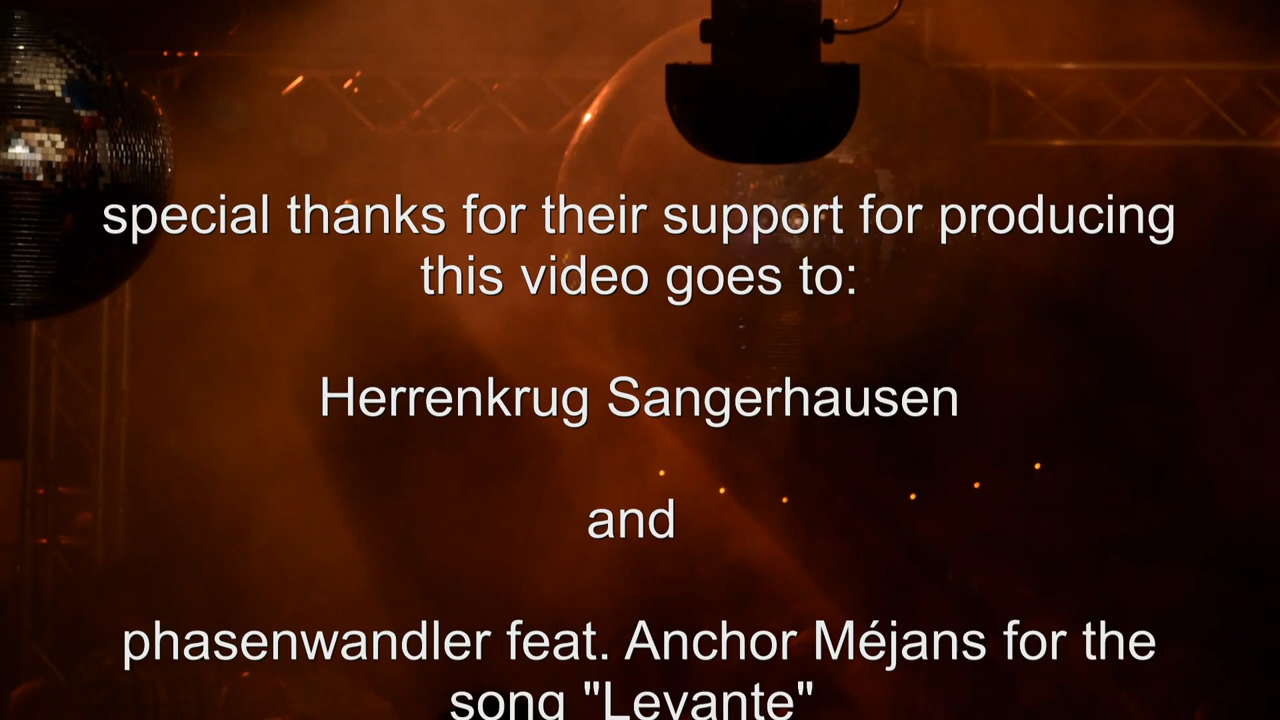 special thanks for their support for producing
this video goes to:
Herrenkrug Sangerhausen
and
phasenwandler feat. Anchor Méjans for the
song "Levante"